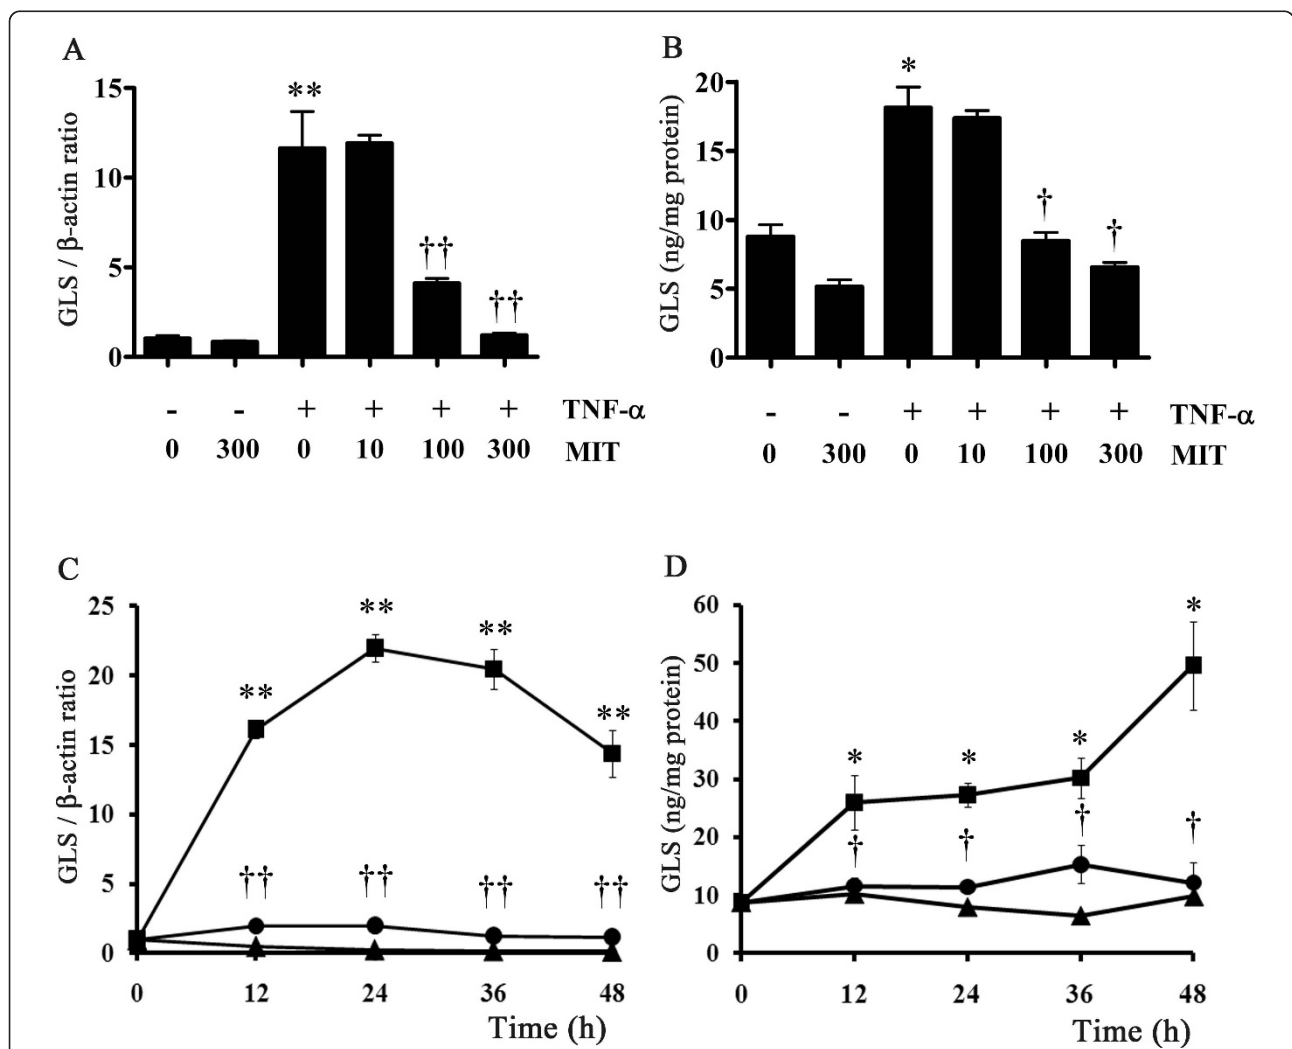 A
GLS / β-actin ratio
15
10
5
0
**
††
††
- - + + + + TNF-α
0 300 0 10 100 300 MIT
B
GLS (ng/mg protein)
20
15
10
5
0
*
†
†
- - + + + + TNF-α
0 300 0 10 100 300 MIT
C
GLS / β-actin ratio
25
20
15
10
5
0
** ** ** **
†† †† †† ††
0 12 24 36 48
Time (h)
D
GLS (ng/mg protein)
60
50
40
30
20
10
0
* * * *
† † † †
0 12 24 36 48
Time (h)